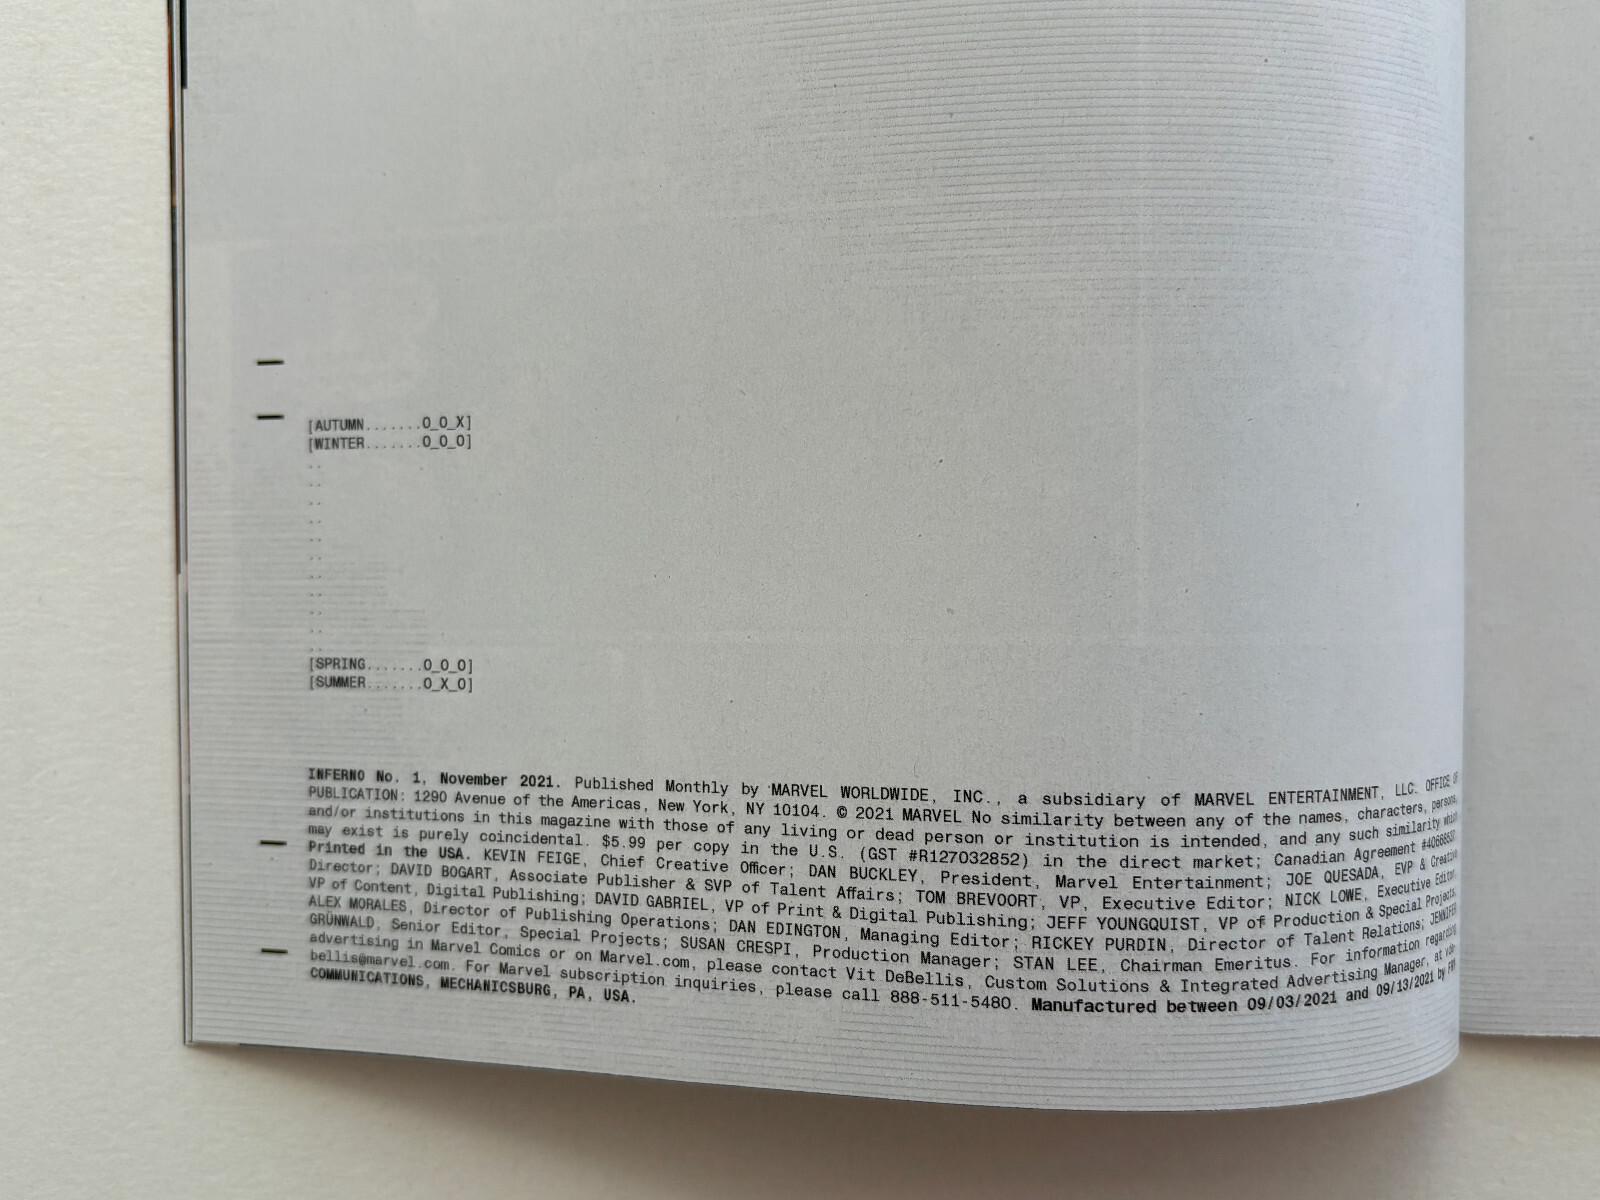 [AUTUMN.......0_0_X]
[WINTER.......0_0_0]
..
..
..
..
..
..
..
..
..
..
..
[SPRING.......0_0_0]
[SUMMER.......0_X_0]
INFERNO No. 1, November 2021. Published Monthly by MARVEL WORLDWIDE, INC., a subsidiary of MARVEL ENTERTAINMENT, LLC. OFFICE OF
PUBLICATION: 1290 Avenue of the Americas, New York, NY 10104. © 2021 MARVEL No similarity between any of the names, characters, persons,
and/or institutions in this magazine with those of any living or dead person or institution is intended, and any such similarity which
may exist is purely coincidental. $5.99 per copy in the U.S. (GST #R127032852) in the direct market; Canadian Agreement #40668537.
Printed in the USA. KEVIN FEIGE, Chief Creative Officer; DAN BUCKLEY, President, Marvel Entertainment; JOE QUESADA, EVP & Creative
Director; DAVID BOGART, Associate Publisher & SVP of Talent Affairs; TOM BREVOORT, VP, Executive Editor; NICK LOWE, Executive Editor,
VP of Content, Digital Publishing; DAVID GABRIEL, VP of Print & Digital Publishing; JEFF YOUNGQUIST, VP of Production & Special Projects;
ALEX MORALES, Director of Publishing Operations; DAN EDINGTON, Managing Editor; RICKEY PURDIN, Director of Talent Relations; JENNIFER
GRÜNWALD, Senior Editor, Special Projects; SUSAN CRESPI, Production Manager; STAN LEE, Chairman Emeritus. For information regarding
advertising in Marvel Comics or on Marvel.com, please contact Vit DeBellis, Custom Solutions & Integrated Advertising Manager, at vde-
bellis@marvel.com. For Marvel subscription inquiries, please call 888-511-5480. Manufactured between 09/03/2021 and 09/13/2021 by FRY
COMMUNICATIONS, MECHANICSBURG, PA, USA.